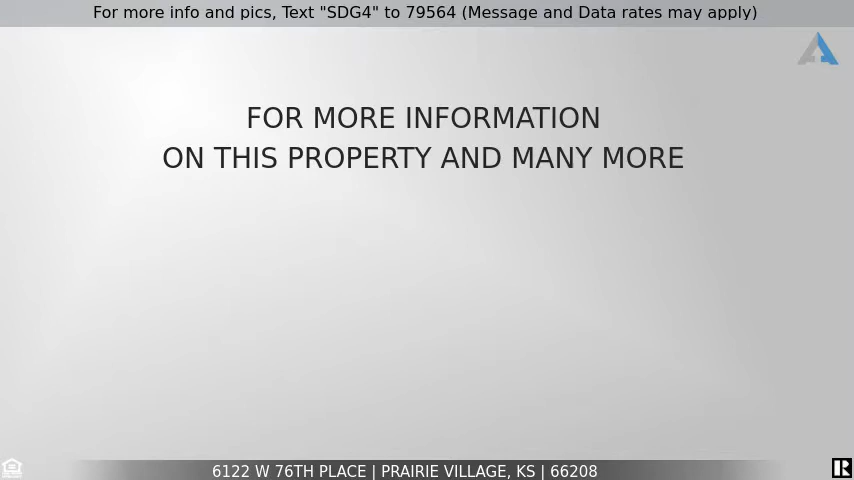 For more info and pics, Text "SDG4" to 79564 (Message and Data rates may apply)
FOR MORE INFORMATION
ON THIS PROPERTY AND MANY MORE
6122 W 76TH PLACE | PRAIRIE VILLAGE, KS | 66208